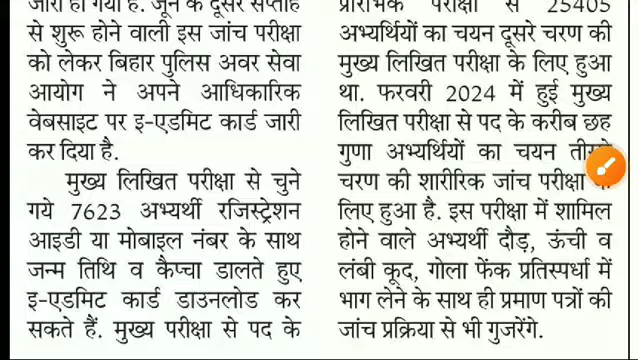 जारी हो गया है. जून के दूसरे सप्ताह
से शुरू होने वाली इस जांच परीक्षा
को लेकर बिहार पुलिस अवर सेवा
आयोग ने अपने आधिकारिक
वेबसाइट पर इ-एडमिट कार्ड जारी
कर दिया है.
मुख्य लिखित परीक्षा से चुने
गये 7623 अभ्यर्थी रजिस्ट्रेशन
आइडी या मोबाइल नंबर के साथ
जन्म तिथि व कैप्चा डालते हुए
इ-एडमिट कार्ड डाउनलोड कर
सकते हैं. मुख्य परीक्षा से पद के
प्रारंभिक परीक्षा से 25405
अभ्यर्थियों का चयन दूसरे चरण की
मुख्य लिखित परीक्षा के लिए हुआ
था. फरवरी 2024 में हुई मुख्य
लिखित परीक्षा से पद के करीब छह
गुणा अभ्यर्थियों का चयन
चरण की शारीरिक जांच परीक्षा
लिए हुआ है. इस परीक्षा में शामिल
होने वाले अभ्यर्थी दौड़, ऊंची व
लंबी कूद, गोला फेंक प्रतिस्पर्धा में
भाग लेने के साथ ही प्रमाण पत्रों की
जांच प्रक्रिया से भी गुजरेंगे.